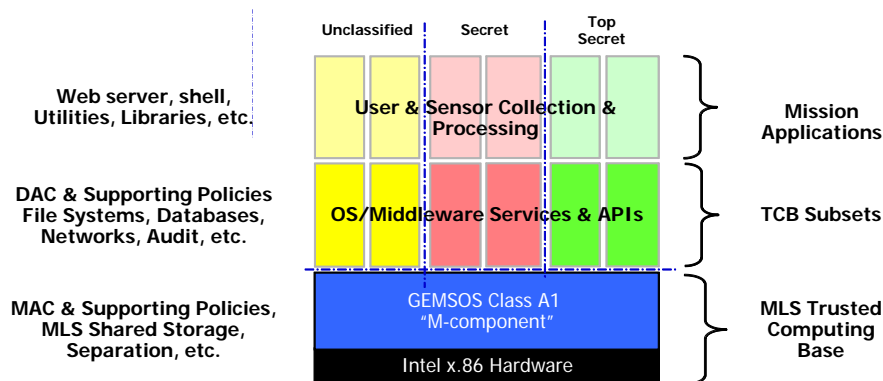 Unclassified
Secret
Top
Secret
Web server, shell,
Utilities, Libraries, etc.
User & Sensor Collection &
Processing
Mission
Applications
DAC & Supporting Policies
File Systems, Databases,
Networks, Audit, etc.
OS/Middleware Services & APIs
TCB Subsets
MAC & Supporting Policies,
MLS Shared Storage,
Separation, etc.
GEMSOS Class A1
“M-component”
Intel x.86 Hardware
MLS Trusted
Computing
Base